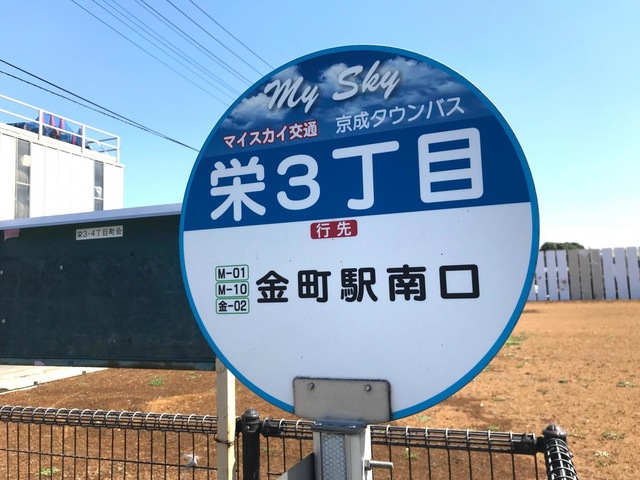 My Sky
マイスカイ交通 京成タウンバス
栄3丁目
行先
M-01
M-10
金-02
金町駅南口
栄3・4丁目町会